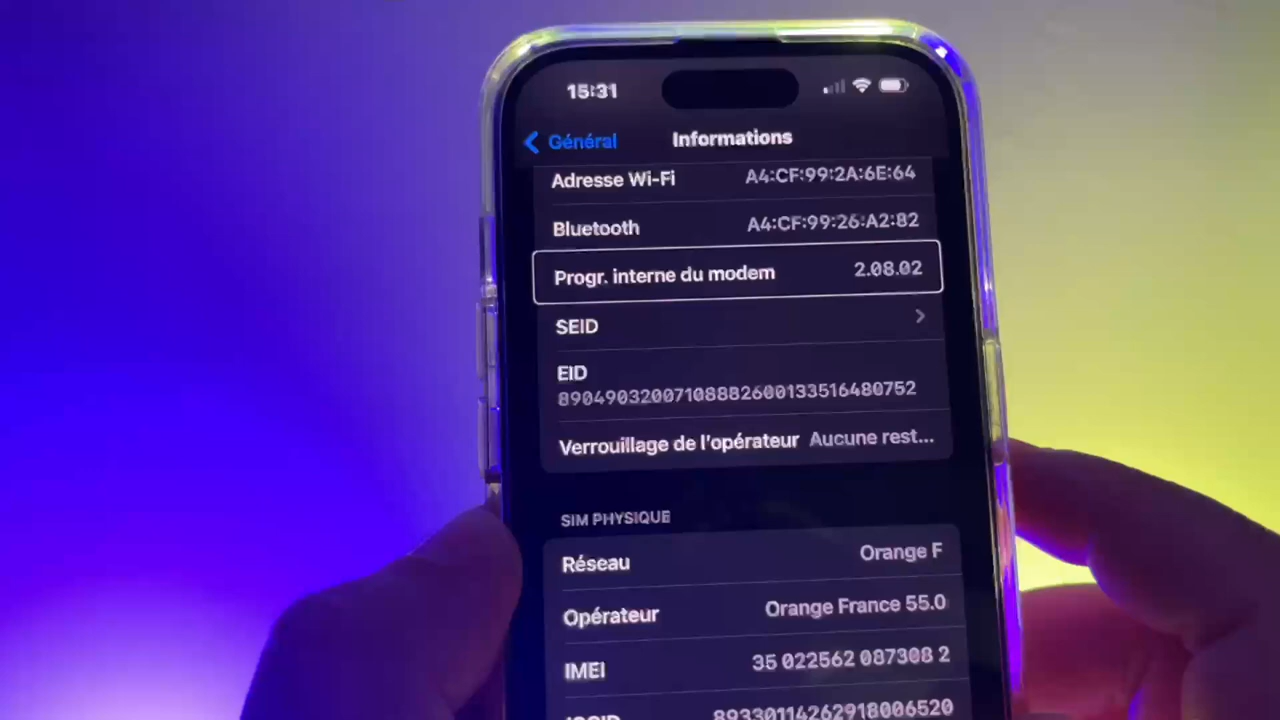 15:31
Général
Informations
Adresse Wi-Fi A4:CF:99:2A:6E:64
Bluetooth A4:CF:99:26:A2:82
Progr. interne du modem 2.08.02
SEID
EID
89049032007108882600133516480752
Verrouillage de l'opérateur Aucune rest...
SIM PHYSIQUE
Réseau Orange F
Opérateur Orange France 55.0
IMEI 35 022562 087308 2
ICCID 89330114262918006520